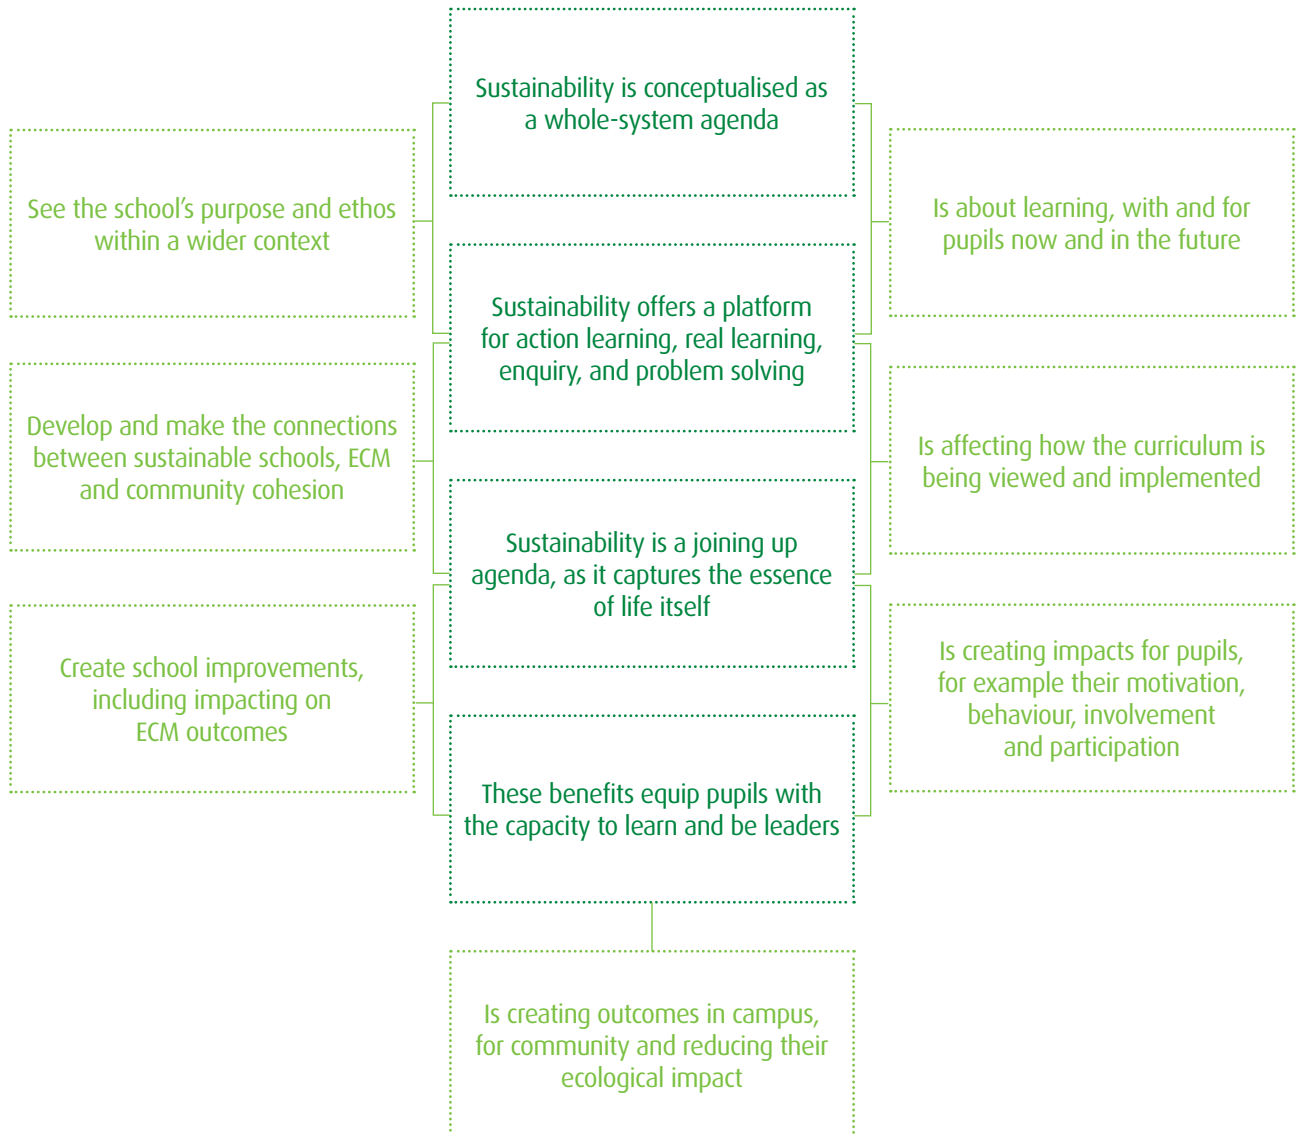 Sustainability is conceptualised as
a whole-system agenda
See the school's purpose and ethos
within a wider context
Is about learning, with and for
pupils now and in the future
Sustainability offers a platform
for action learning, real learning,
enquiry, and problem solving
Develop and make the connections
between sustainable schools, ECM
and community cohesion
Is affecting how the curriculum is
being viewed and implemented
Sustainability is a joining up
agenda, as it captures the essence
of life itself
Create school improvements,
including impacting on
ECM outcomes
Is creating impacts for pupils,
for example their motivation,
behaviour, involvement
and participation
These benefits equip pupils with
the capacity to learn and be leaders
Is creating outcomes in campus,
for community and reducing their
ecological impact